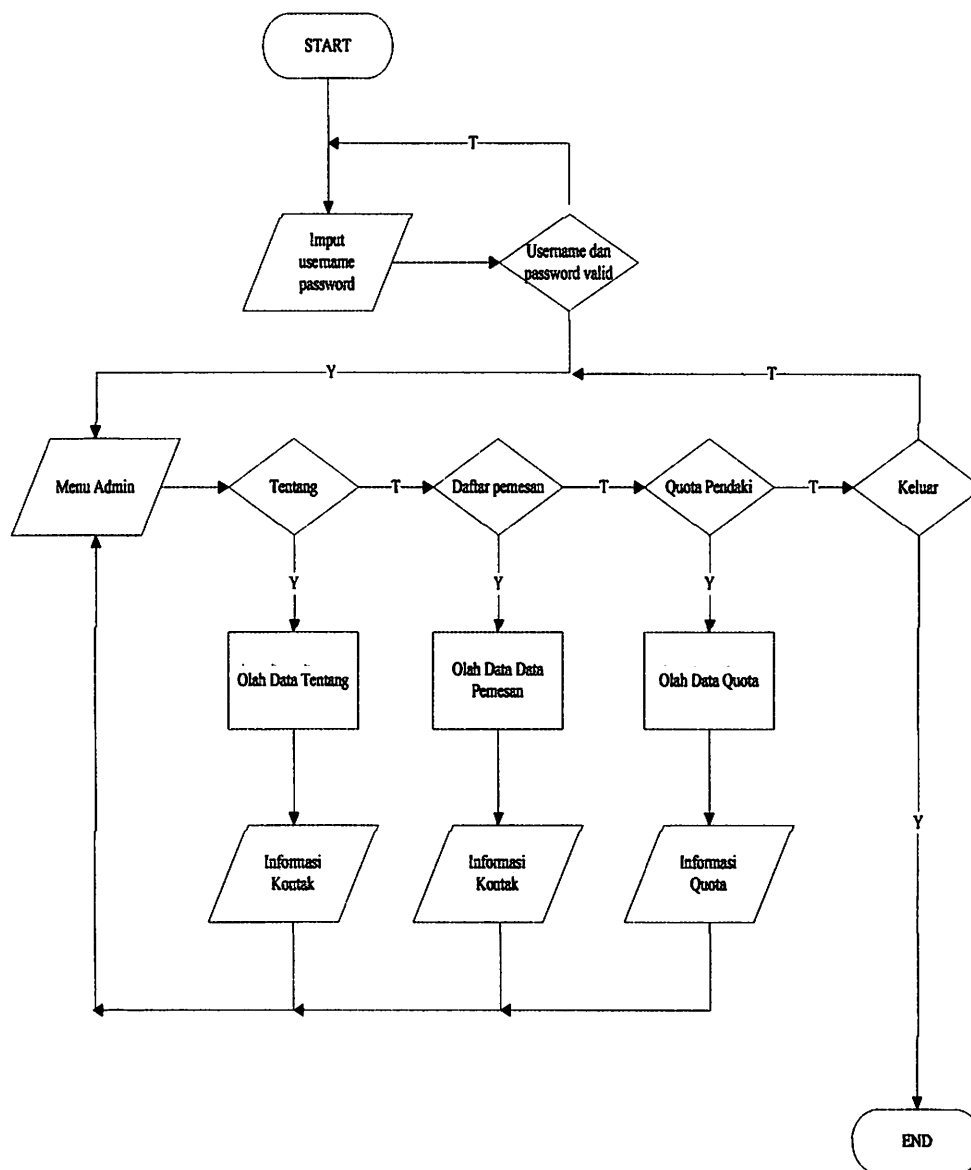 START
T
Imput
username
password
Username dan
password valid
Y
T
Menu Admin
Tentang
T
Daftar pemesan
T
Quota Pendaki
T
Keluar
Y
Y
Y
Olah Data Tentang
Olah Data Data
Pemesan
Olah Data Quota
Y
Informasi
Kontak
Informasi
Kontak
Informasi
Quota
END